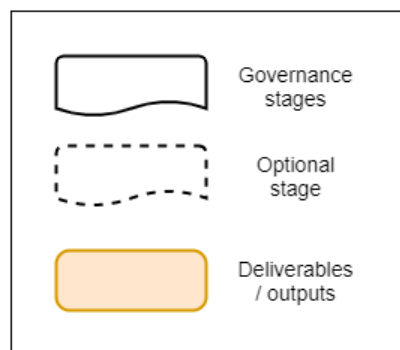 Governance
stages
Optional
stage
Deliverables
/ outputs